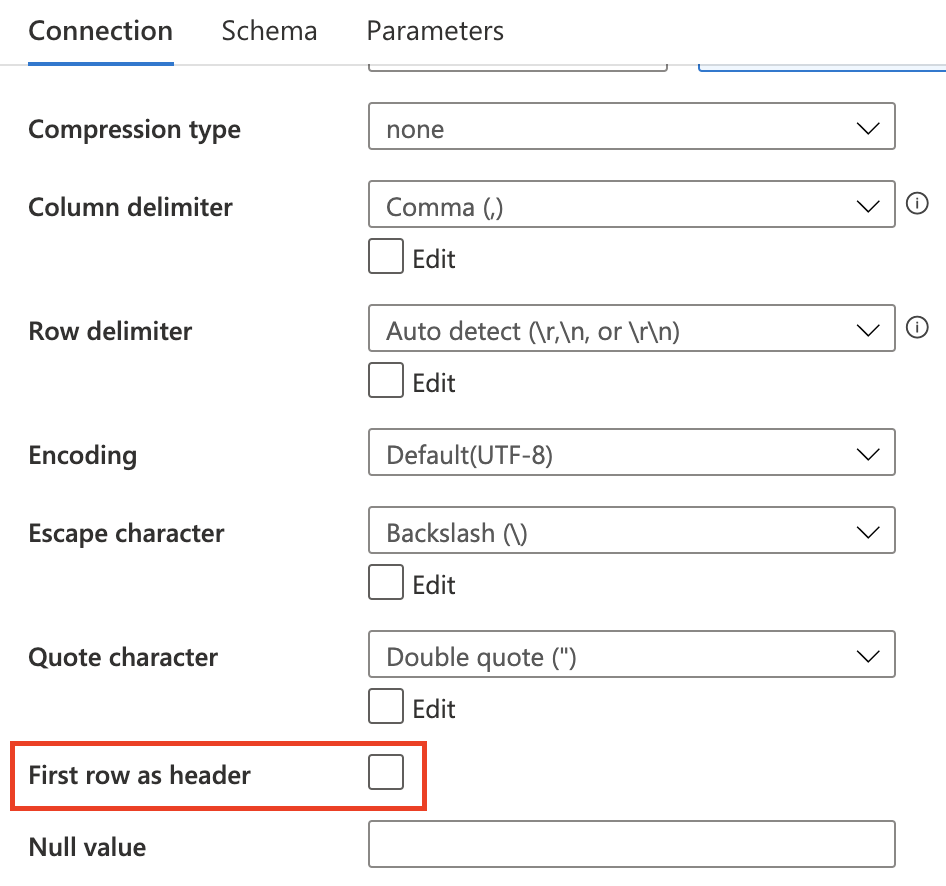 Connection Schema Parameters
Compression type none
Column delimiter Comma (,)
Edit
Row delimiter Auto detect (\r,\n, or \r\n)
Edit
Encoding Default(UTF-8)
Escape character Backslash (\)
Edit
Quote character Double quote (")
Edit
First row as header
Null value